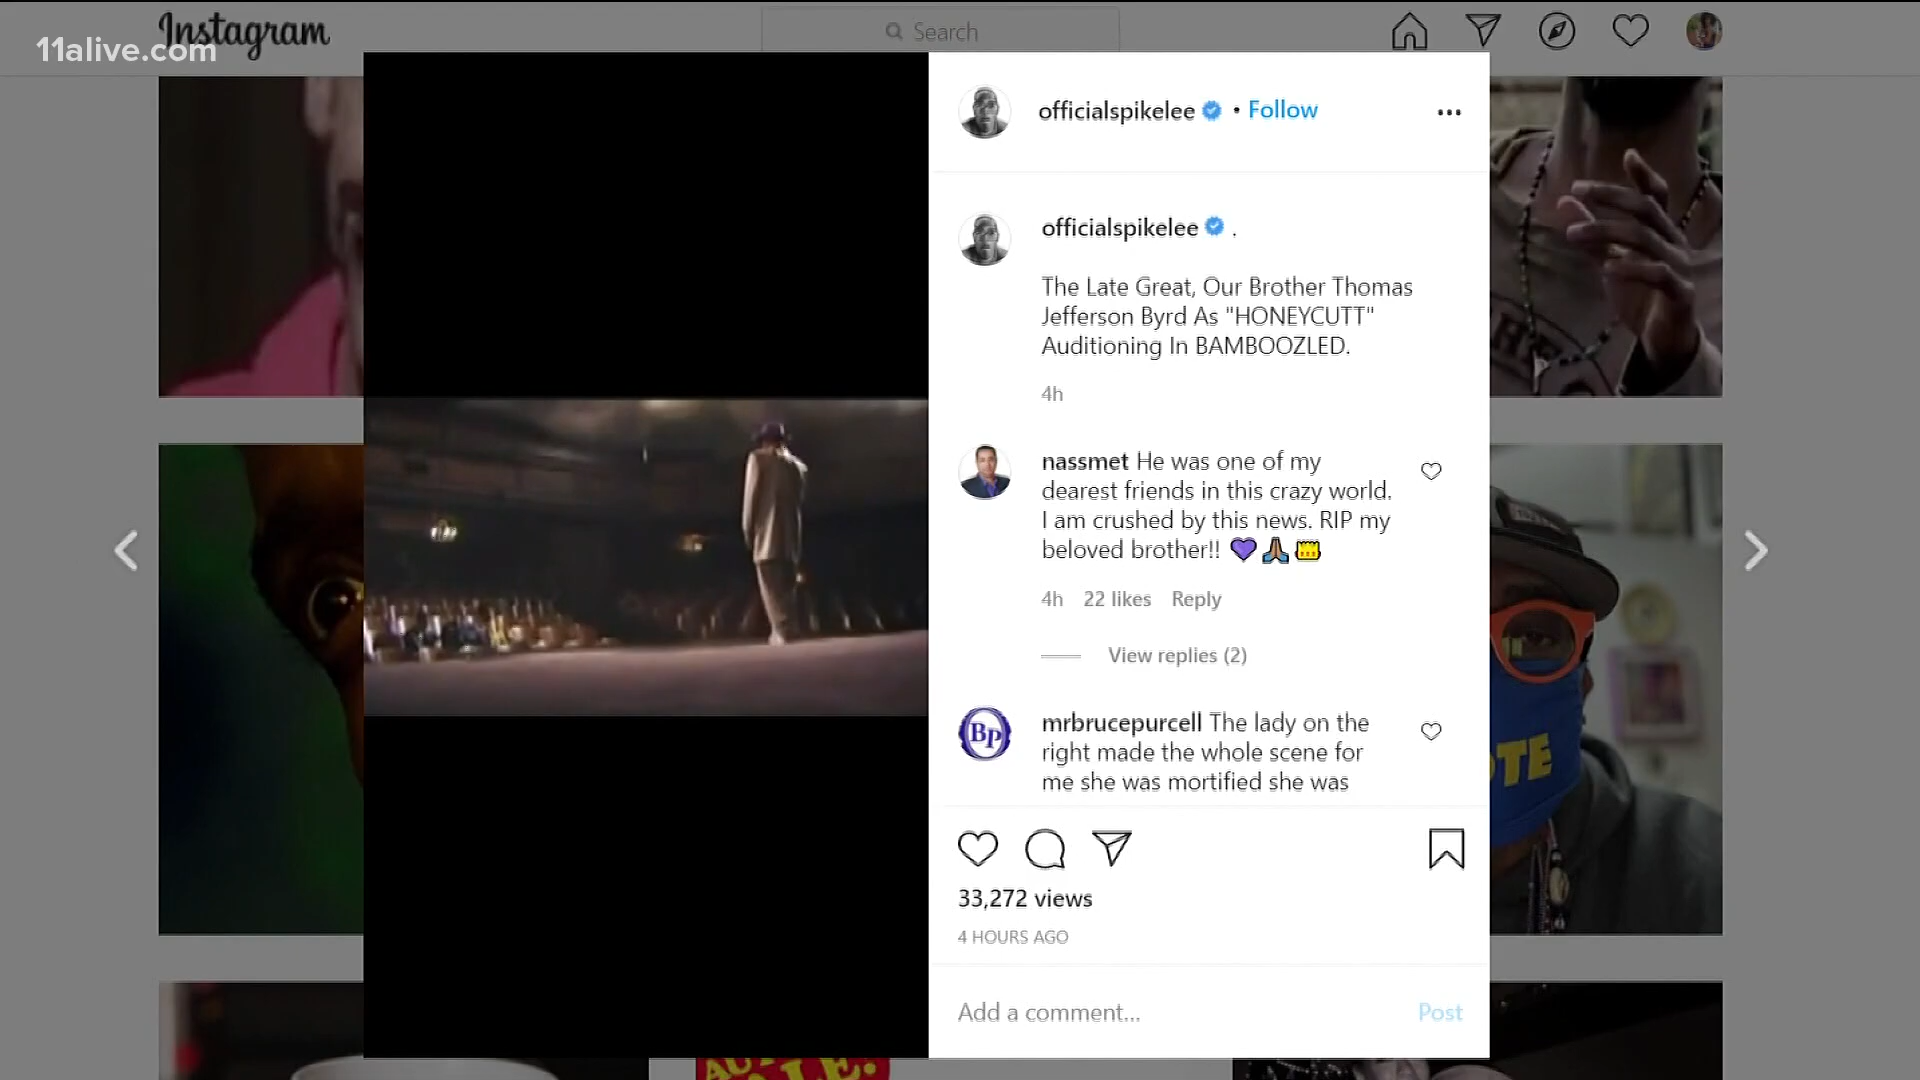 Instagram
11alive.com
Search
officialspikelee • Follow
officialspikelee .
The Late Great, Our Brother Thomas
Jefferson Byrd As "HONEYCUTT"
Auditioning In BAMBOOZLED.
4h
nassmet He was one of my
dearest friends in this crazy world.
I am crushed by this news. RIP my
beloved brother!! 💜🙏🏾👑
4h 22 likes Reply
View replies (2)
BP
mrbrucepurcell The lady on the
right made the whole scene for
me she was mortified she was
33,272 views
4 HOURS AGO
Add a comment...
Post